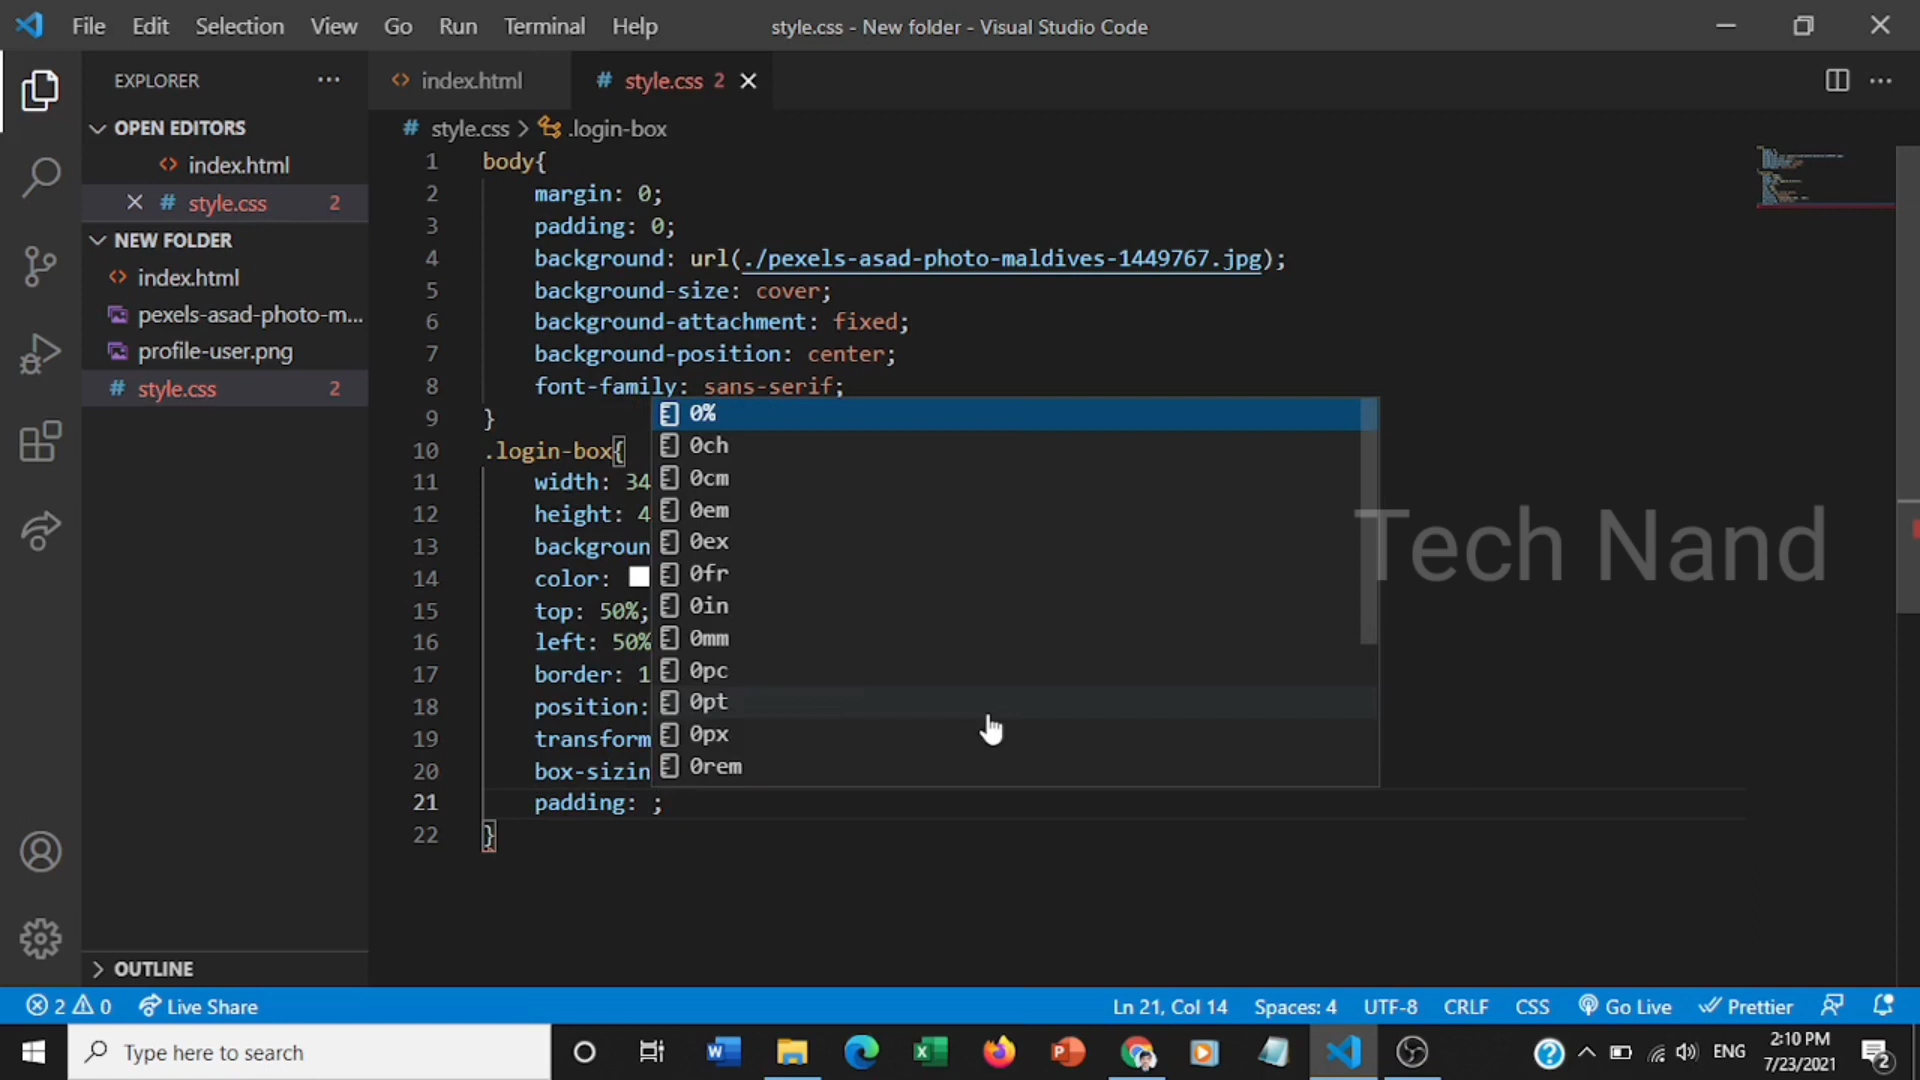 File Edit Selection View Go Run Terminal Help
style.css - New folder - Visual Studio Code
EXPLORER
OPEN EDITORS
index.html
# style.css 2
NEW FOLDER
index.html
pexels-asad-photo-m...
profile-user.png
# style.css 2
OUTLINE
index.html
# style.css 2
# style.css > .login-box
1 body{
2 margin: 0;
3 padding: 0;
4 background: url(./pexels-asad-photo-maldives-1449767.jpg);
5 background-size: cover;
6 background-attachment: fixed;
7 background-position: center;
8 font-family: sans-serif;
9 }
10 .login-box{
11 width: 34
12 height: 4
13 backgroun
14 color:
15 top: 50%;
16 left: 50%
17 border: 1
18 position:
19 transform
20 box-sizin
21 padding: ;
22 }
0%
0ch
0cm
0em
0ex
0fr
0in
0mm
0pc
0pt
0px
0rem
Tech Nand
2 0 Live Share
Ln 21, Col 14 Spaces: 4 UTF-8 CRLF CSS Go Live Prettier
Type here to search
ENG
2:10 PM
7/23/2021
2